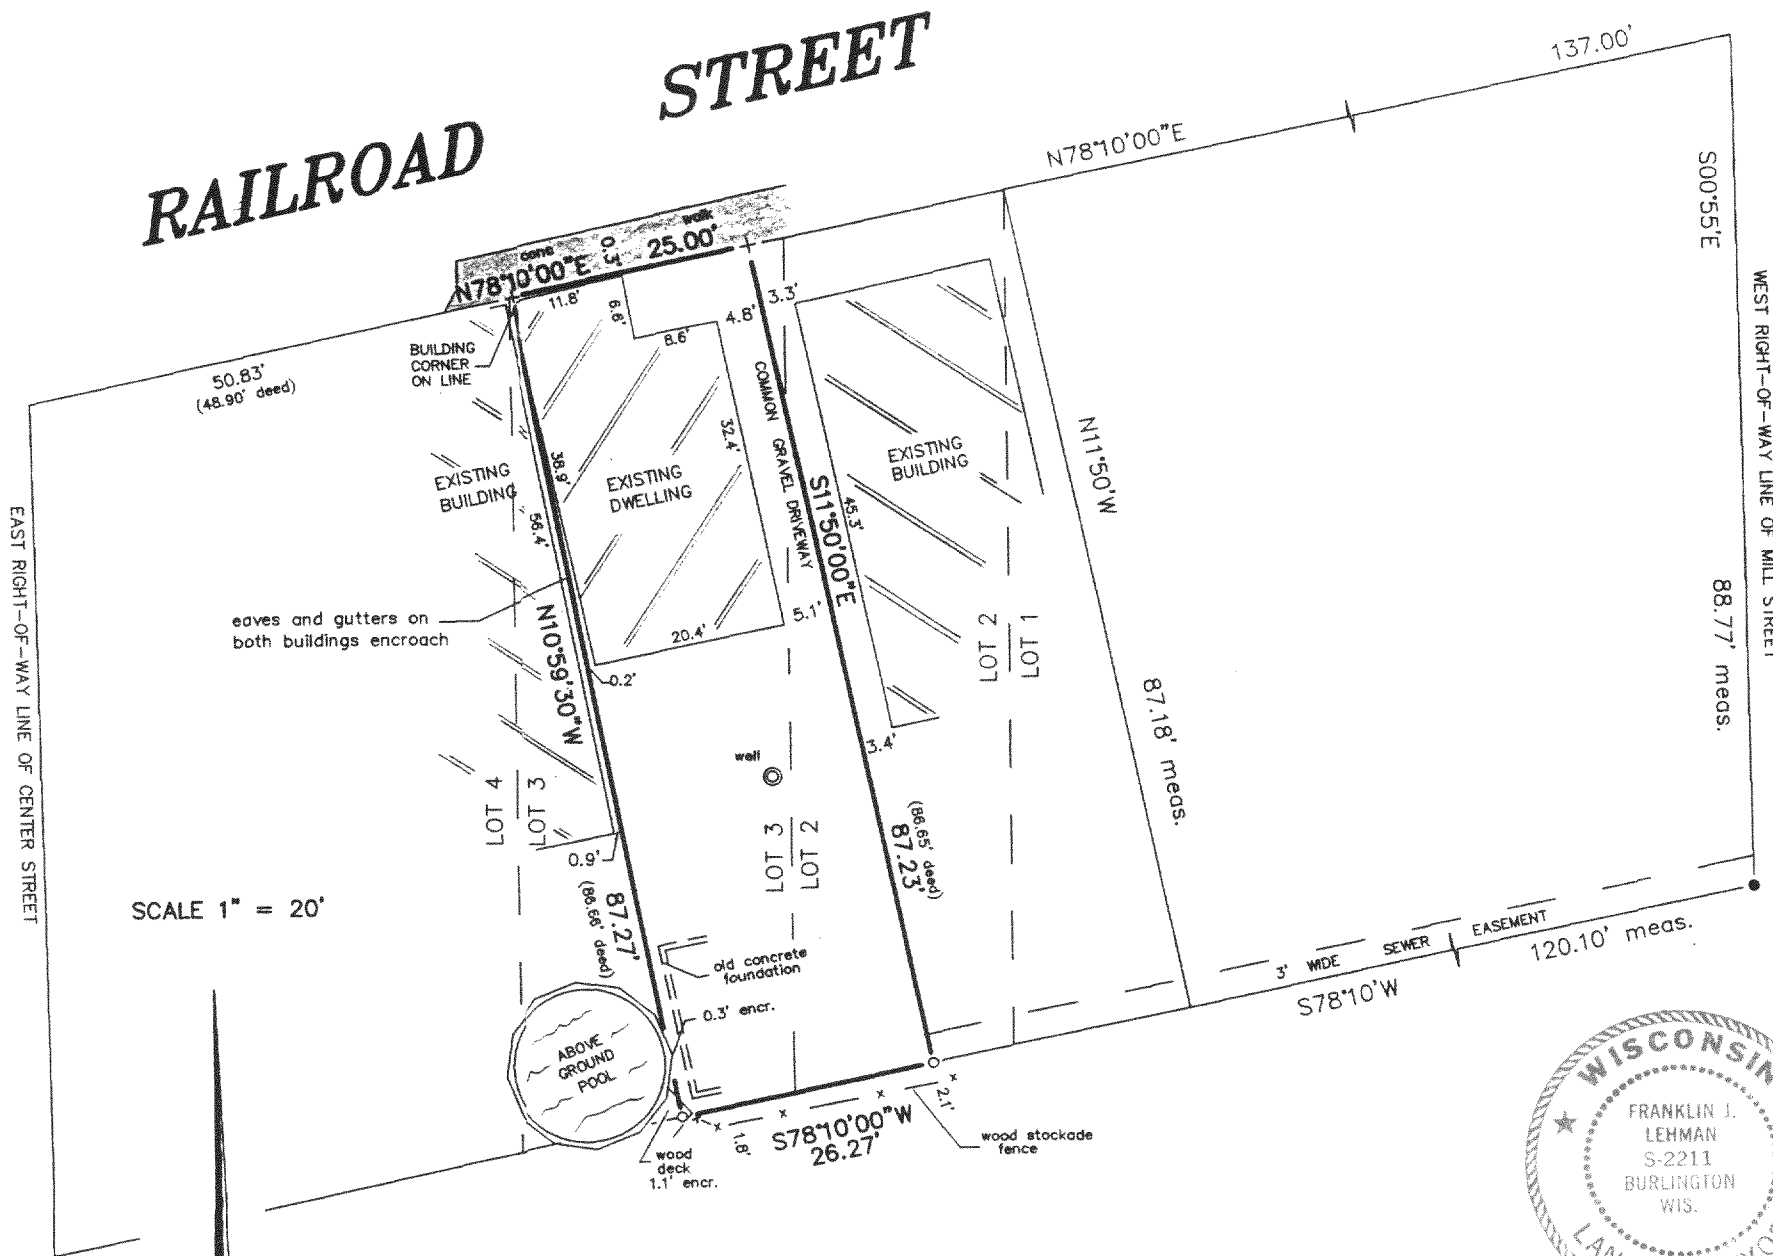 RAILROAD STREET
137.00'
N78°10'00"E
S00°55'E
WEST RIGHT-OF-WAY LINE OF MILL STREET
88.77' meas.
conc
walk
0.3'
N78°10'00"E
25.00'
11.8'
6.6'
8.6'
4.8'
3.3'
BUILDING
CORNER
ON LINE
50.83'
(48.90' deed)
EAST RIGHT-OF-WAY LINE OF CENTER STREET
EXISTING
BUILDING
38.9'
56.4'
EXISTING
DWELLING
32.4'
COMMON GRAVEL DRIVEWAY
S11°50'00"E
45.3'
EXISTING
BUILDING
N11°50'W
87.18' meas.
eaves and gutters on
both buildings encroach
N10°59'30"W
20.4'
5.1'
0.2'
LOT 2
LOT 1
well
3.4'
LOT 4
LOT 3
LOT 3
LOT 2
0.9'
(86.65' deed)
87.23'
87.27'
(86.66' deed)
SCALE 1" = 20'
old concrete
foundation
0.3' encr.
ABOVE
GROUND
POOL
3' WIDE SEWER EASEMENT
120.10' meas.
S78°10'W
2.1'
1.8'
S78°10'00"W
26.27'
wood
deck
1.1' encr.
wood stockade
fence
WISCONSIN
FRANKLIN J.
LEHMAN
S-2211
BURLINGTON
WIS.